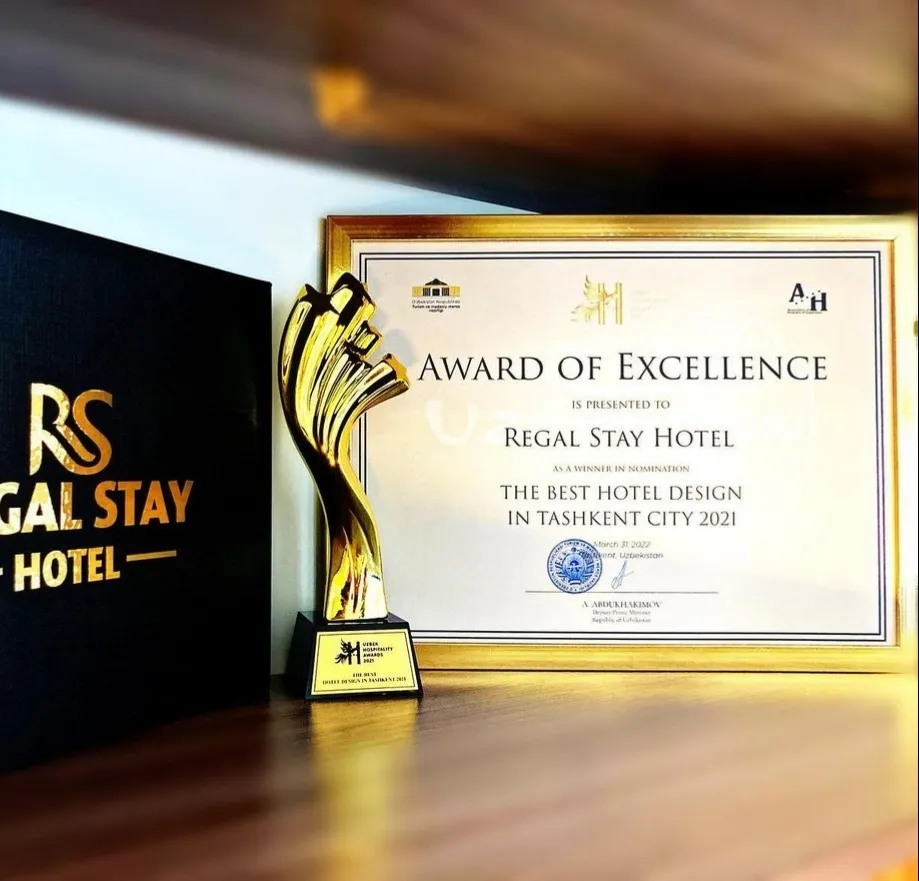 RS
GAL STAY
HOTEL
O'zbekiston Respublikasi
Turizm va madaniy meros
vazirligi
H
AH
AWARD OF EXCELLENCE
IS PRESENTED TO
REGAL STAY HOTEL
AS A WINNER IN NOMINATION
THE BEST HOTEL DESIGN
IN TASHKENT CITY 2021
March 31, 2022
Uzbekistan
A. ABDUKHAKIMOV
Deputy Prime Minister
Republic of Uzbekistan
H
UZBEK
HOSPITALITY
AWARDS
2021
THE BEST
HOTEL DESIGN IN TASHKENT 2021